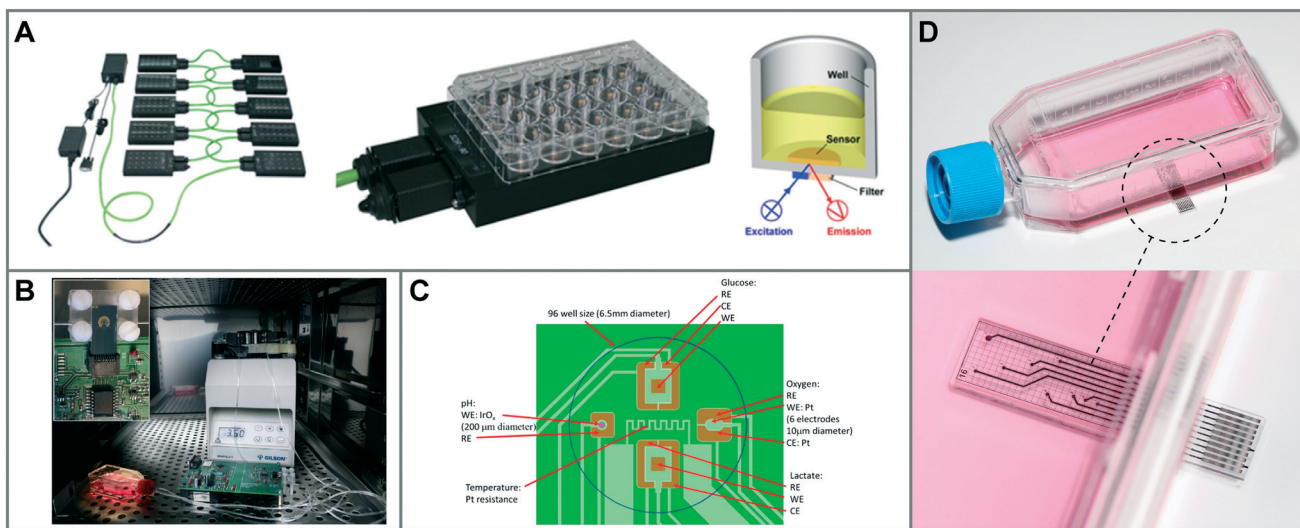 A
Well
Sensor
Filter
Excitation
Emission
B
GILSON
C
96 well size (6.5mm diameter)
Glucose:
RE
CE
WE
pH:
WE: IrOₓ
(200 µm diameter)
RE
Oxygen:
RE
WE: Pt
(6 electrodes
10µm diameter)
CE: Pt
Temperature:
Pt resistance
Lactate:
RE
WE
CE
D
16